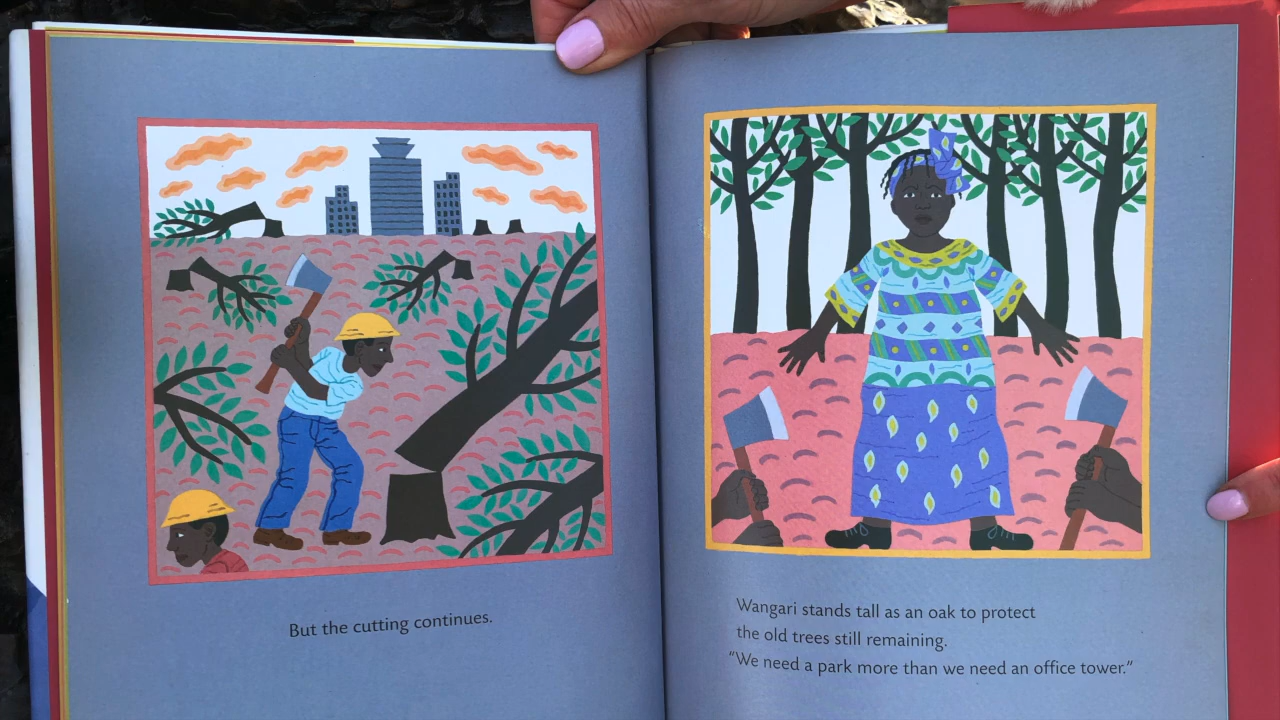 But the cutting continues.
Wangari stands tall as an oak to protect
the old trees still remaining.
“We need a park more than we need an office tower.”